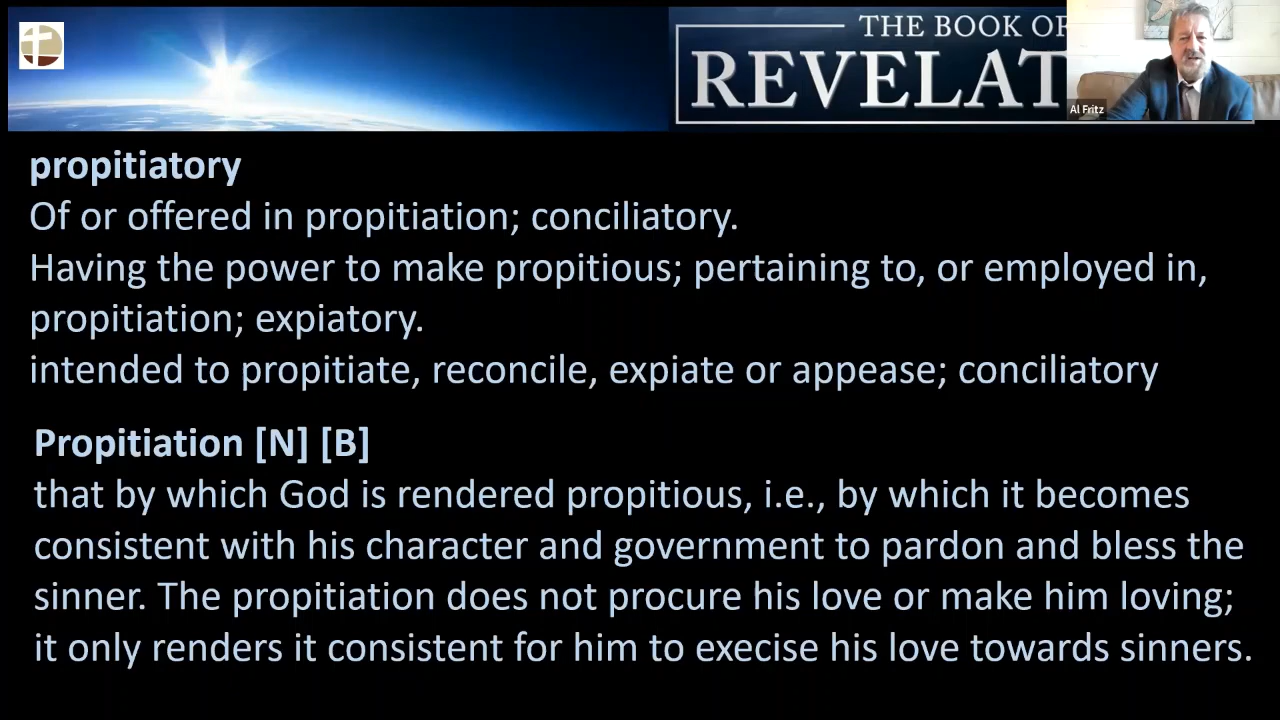 THE BOOK OF
REVELAT
Al Fritz
propitiatory
Of or offered in propitiation; conciliatory.
Having the power to make propitious; pertaining to, or employed in,
propitiation; expiatory.
intended to propitiate, reconcile, expiate or appease; conciliatory
Propitiation [N] [B]
that by which God is rendered propitious, i.e., by which it becomes
consistent with his character and government to pardon and bless the
sinner. The propitiation does not procure his love or make him loving;
it only renders it consistent for him to execise his love towards sinners.